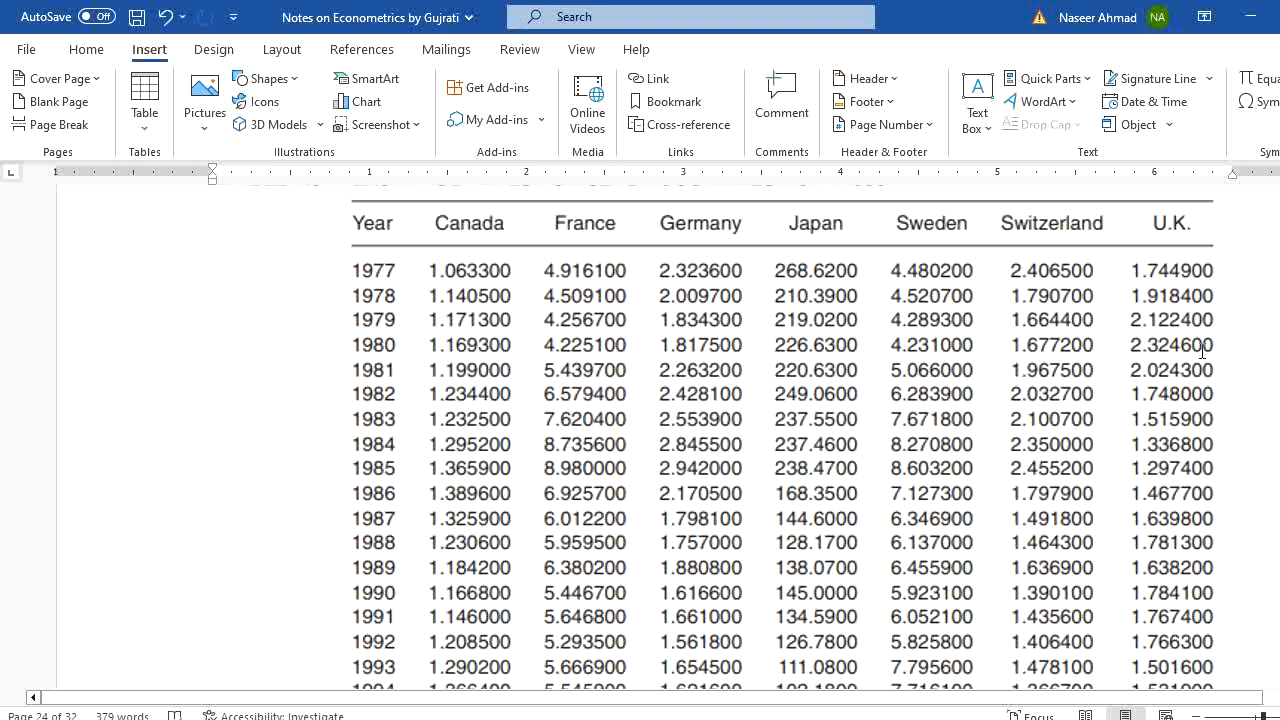 AutoSave Off Notes on Econometrics by Gujrati Search Naseer Ahmad NA
File Home Insert Design Layout References Mailings Review View Help
Cover Page Blank Page Page Break Pages
Table Tables
Pictures Shapes Icons 3D Models SmartArt Chart Screenshot Illustrations
Get Add-ins My Add-ins Add-ins
Online Videos Media
Link Bookmark Cross-reference Links
Comment Comments
Header Footer Page Number Header & Footer
Text Box Quick Parts WordArt Drop Cap Signature Line Date & Time Object Text
Equa Sym Sym
1 1 2 3 4 5 6
Year Canada France Germany Japan Sweden Switzerland U.K.
1977 1.063300 4.916100 2.323600 268.6200 4.480200 2.406500 1.744900
1978 1.140500 4.509100 2.009700 210.3900 4.520700 1.790700 1.918400
1979 1.171300 4.256700 1.834300 219.0200 4.289300 1.664400 2.122400
1980 1.169300 4.225100 1.817500 226.6300 4.231000 1.677200 2.324600
1981 1.199000 5.439700 2.263200 220.6300 5.066000 1.967500 2.024300
1982 1.234400 6.579400 2.428100 249.0600 6.283900 2.032700 1.748000
1983 1.232500 7.620400 2.553900 237.5500 7.671800 2.100700 1.515900
1984 1.295200 8.735600 2.845500 237.4600 8.270800 2.350000 1.336800
1985 1.365900 8.980000 2.942000 238.4700 8.603200 2.455200 1.297400
1986 1.389600 6.925700 2.170500 168.3500 7.127300 1.797900 1.467700
1987 1.325900 6.012200 1.798100 144.6000 6.346900 1.491800 1.639800
1988 1.230600 5.959500 1.757000 128.1700 6.137000 1.464300 1.781300
1989 1.184200 6.380200 1.880800 138.0700 6.455900 1.636900 1.638200
1990 1.166800 5.446700 1.616600 145.0000 5.923100 1.390100 1.784100
1991 1.146000 5.646800 1.661000 134.5900 6.052100 1.435600 1.767400
1992 1.208500 5.293500 1.561800 126.7800 5.825800 1.406400 1.766300
1993 1.290200 5.666900 1.654500 111.0800 7.795600 1.478100 1.501600
Page 24 of 32 379 words Accessibility: Investigate Focus